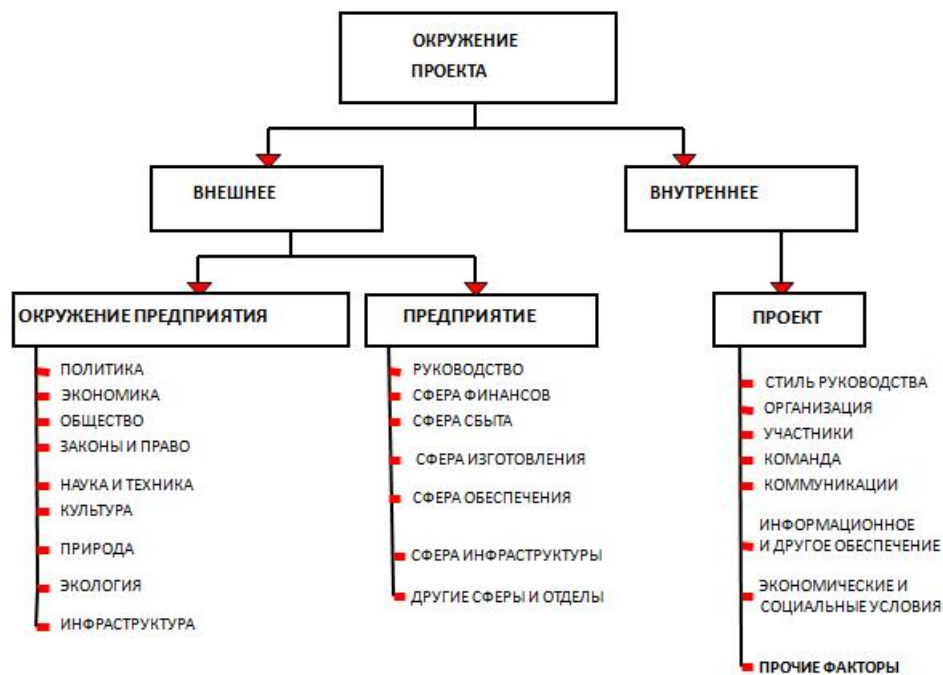 ОКРУЖЕНИЕ
ПРОЕКТА
ВНЕШНЕЕ
ВНУТРЕННЕЕ
ОКРУЖЕНИЕ ПРЕДПРИЯТИЯ
ПОЛИТИКА
ЭКОНОМИКА
ОБЩЕСТВО
ЗАКОНЫ И ПРАВО
НАУКА И ТЕХНИКА
КУЛЬТУРА
ПРИРОДА
ЭКОЛОГИЯ
ИНФРАСТРУКТУРА
ПРЕДПРИЯТИЕ
РУКОВОДСТВО
СФЕРА ФИНАНСОВ
СФЕРА СБЫТА
СФЕРА ИЗГОТОВЛЕНИЯ
СФЕРА ОБЕСПЕЧЕНИЯ
СФЕРА ИНФРАСТРУКТУРЫ
ДРУГИЕ СФЕРЫ И ОТДЕЛЫ
ПРОЕКТ
СТИЛЬ РУКОВОДСТВА
ОРГАНИЗАЦИЯ
УЧАСТНИКИ
КОМАНДА
КОММУНИКАЦИИ
ИНФОРМАЦИОННОЕ
И ДРУГОЕ ОБЕСПЕЧЕНИЕ
ЭКОНОМИЧЕСКИЕ И
СОЦИАЛЬНЫЕ УСЛОВИЯ
ПРОЧИЕ ФАКТОРЫ